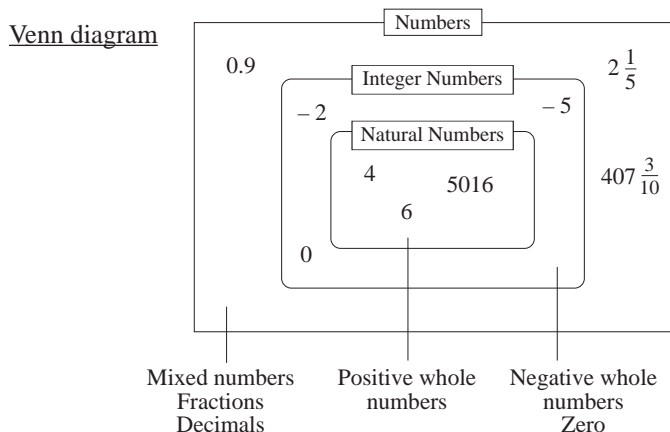 Venn diagram
Numbers
0.9
2 1/5
Integer Numbers
– 2
– 5
Natural Numbers
4
5016
407 3/10
6
0
Mixed numbers
Fractions
Decimals
Positive whole
numbers
Negative whole
numbers
Zero